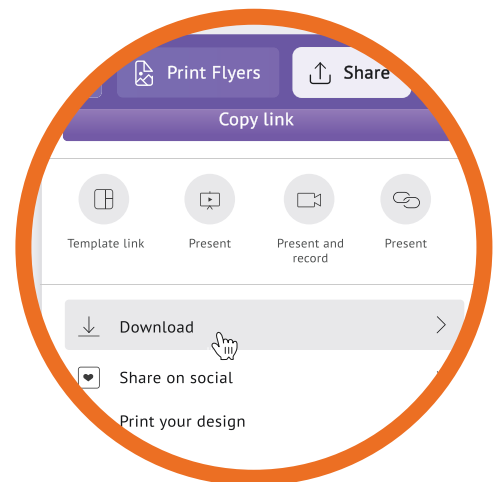 Print Flyers
Share
Copy link
Template link
Present
Present and
record
Present
Download
Share on social
Print your design